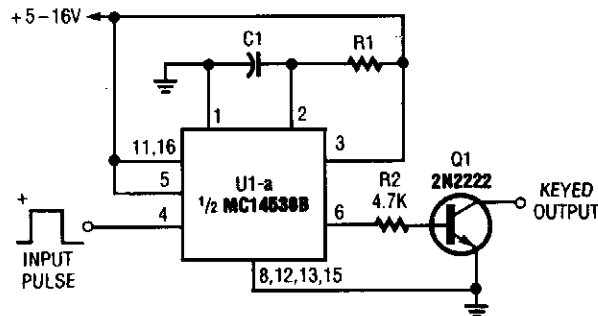 +5-16V
C1
R1
1
2
11,16
3
5
U1-a
1/2 MC14538B
4
6
R2
4.7K
Q1
2N2222
KEYED
OUTPUT
+
INPUT
PULSE
8,12,13,15